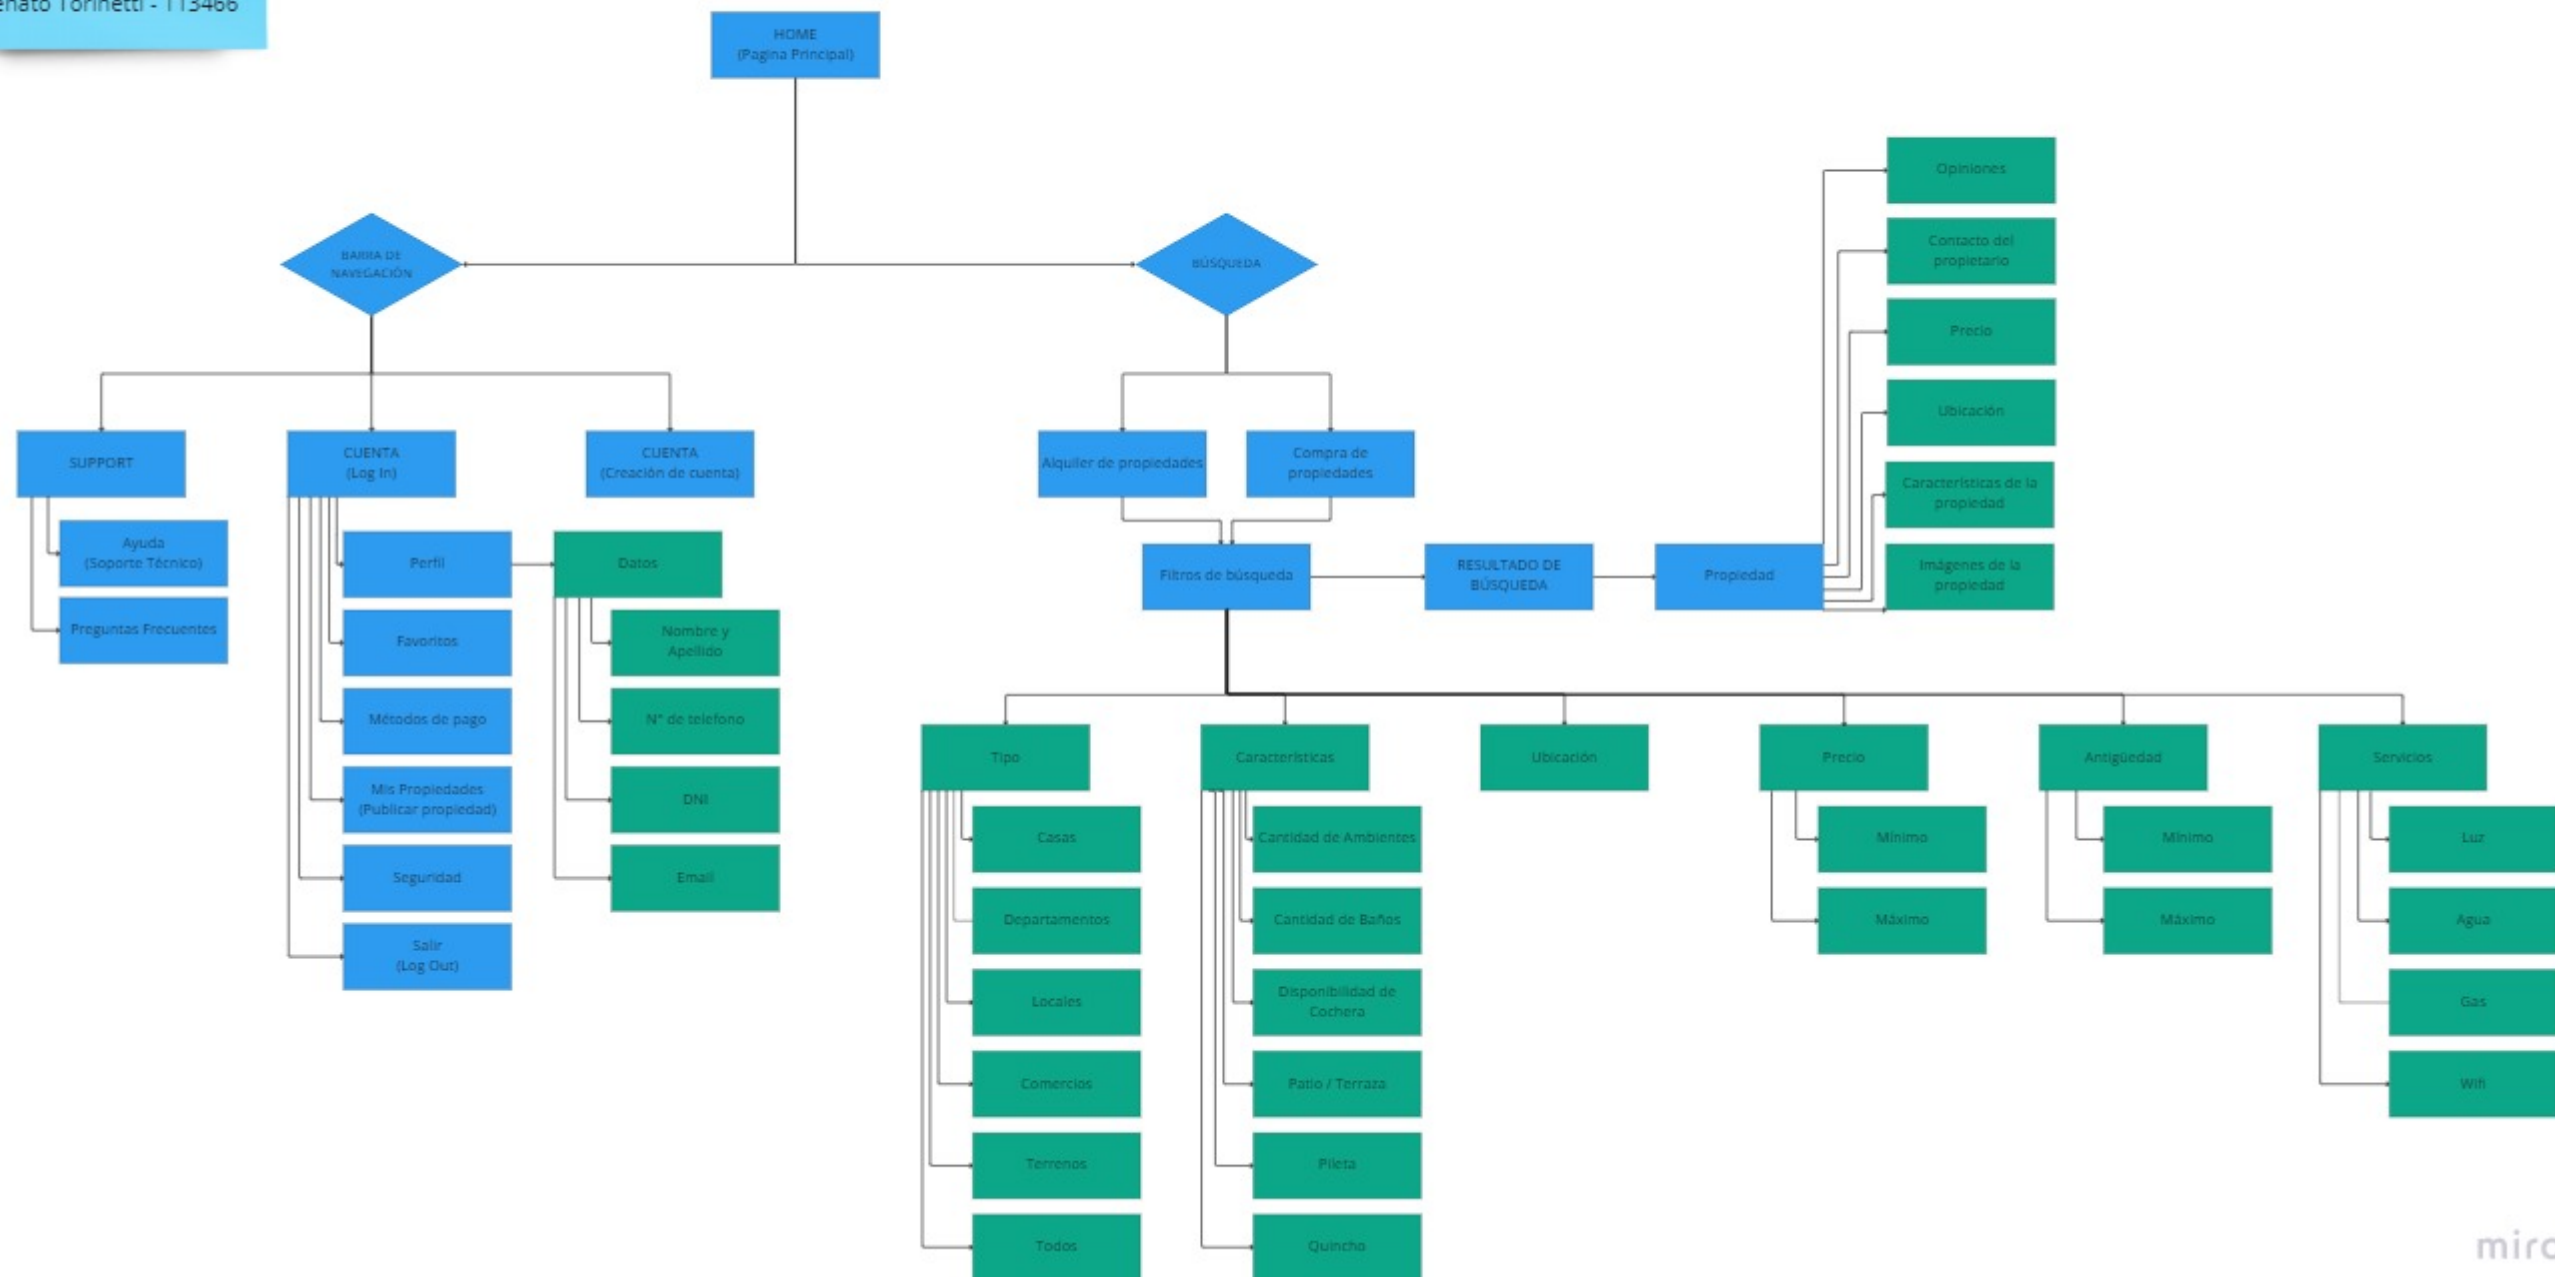 Torinetti - 113466
HOME
(Pagina Principal)
BARRA DE
NAVEGACIÓN
BÚSQUEDA
SUPPORT
Ayuda
(Soporte Técnico)
Preguntas Frecuentes
CUENTA
(Log In)
Perfil
Favoritos
Métodos de pago
Mis Propiedades
(Publicar propiedad)
Seguridad
Salir
(Log Out)
CUENTA
(Creación de cuenta)
Datos
Nombre y
Apellido
N° de telefono
DNI
Email
Alquiler de propiedades
Compra de
propiedades
Filtros de búsqueda
RESULTADO DE
BÚSQUEDA
Propiedad
Opiniones
Contacto del
propietario
Precio
Ubicación
Características de la
propiedad
Imágenes de la
propiedad
Tipo
Casas
Departamentos
Locales
Comercios
Terrenos
Todos
Características
Cantidad de Ambientes
Cantidad de Baños
Disponibilidad de
Cochera
Patio / Terraza
Pileta
Quincho
Ubicación
Precio
Mínimo
Máximo
Antigüedad
Mínimo
Máximo
Servicios
Luz
Agua
Gas
Wifi